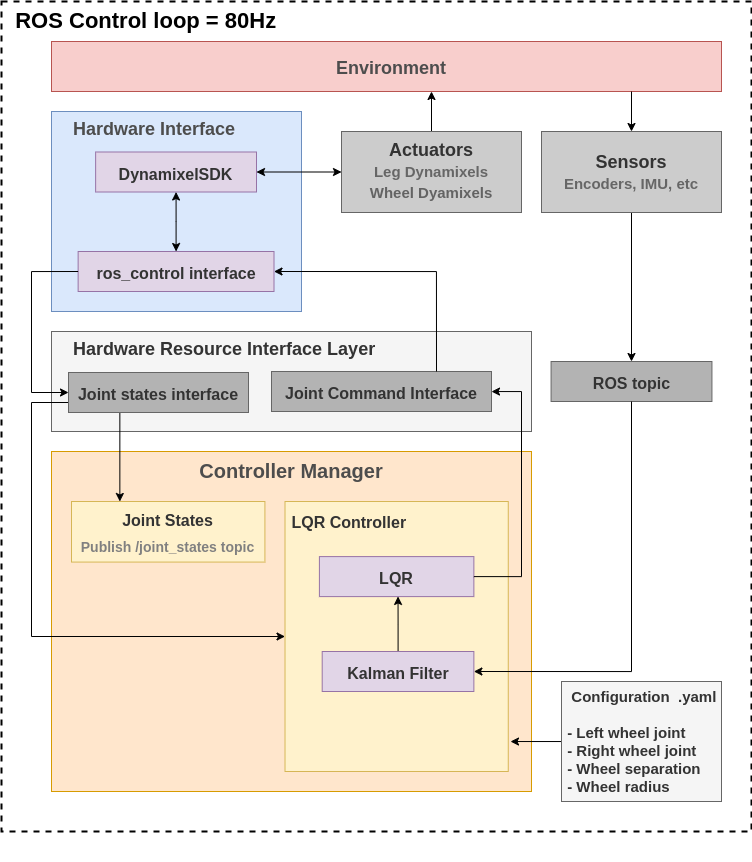 ROS Control loop = 80Hz
Environment
Hardware Interface
DynamixelSDK
ros_control interface
Actuators
Leg Dynamixels
Wheel Dyamixels
Sensors
Encoders, IMU, etc
Hardware Resource Interface Layer
Joint states interface
Joint Command Interface
ROS topic
Controller Manager
Joint States
Publish /joint_states topic
LQR Controller
LQR
Kalman Filter
Configuration .yaml
- Left wheel joint
- Right wheel joint
- Wheel separation
- Wheel radius